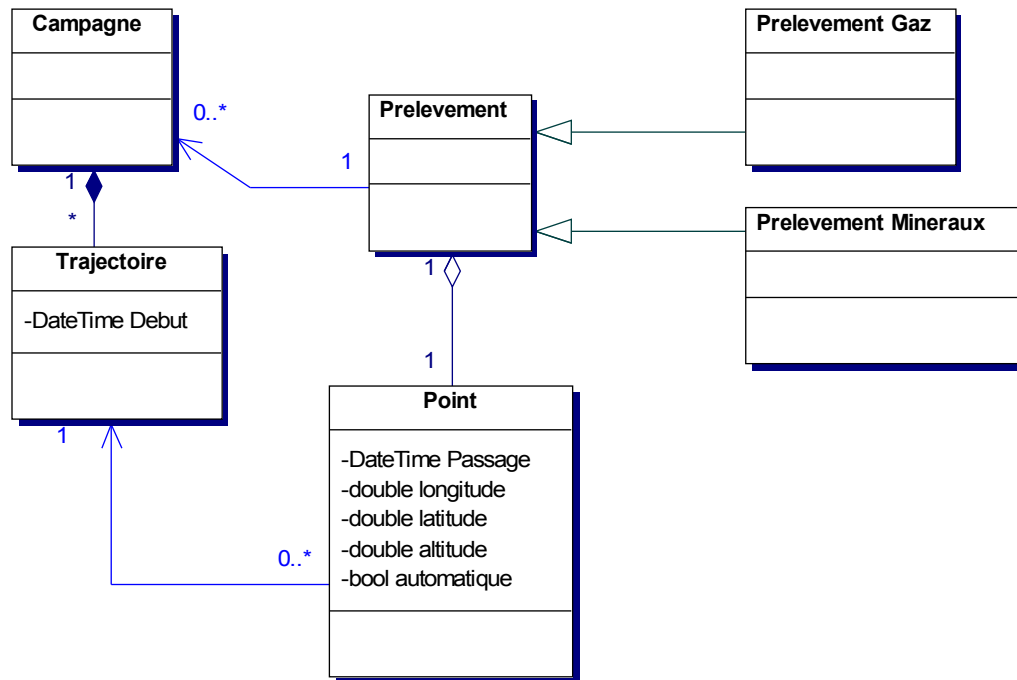 Campagne
Prelevement Gaz
0..*
Prelevement
1
1
*
Prelevement Mineraux
Trajectoire
1
-DateTime Debut
1
Point
1
-DateTime Passage
-double longitude
-double latitude
-double altitude
0..*
-bool automatique